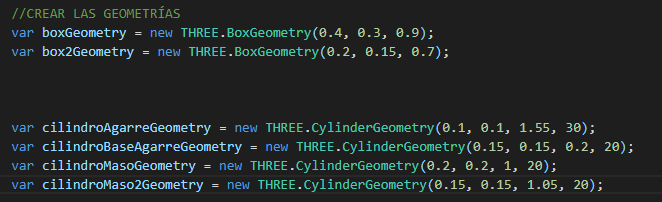 //CREAR LAS GEOMETRÍAS
var boxGeometry = new THREE.BoxGeometry(0.4, 0.3, 0.9);
var box2Geometry = new THREE.BoxGeometry(0.2, 0.15, 0.7);
var cilindroAgarreGeometry = new THREE.CylinderGeometry(0.1, 0.1, 1.55, 30);
var cilindroBaseAgarreGeometry = new THREE.CylinderGeometry(0.15, 0.15, 0.2, 20);
var cilindroMasoGeometry = new THREE.CylinderGeometry(0.2, 0.2, 1, 20);
var cilindroMaso2Geometry = new THREE.CylinderGeometry(0.15, 0.15, 1.05, 20);